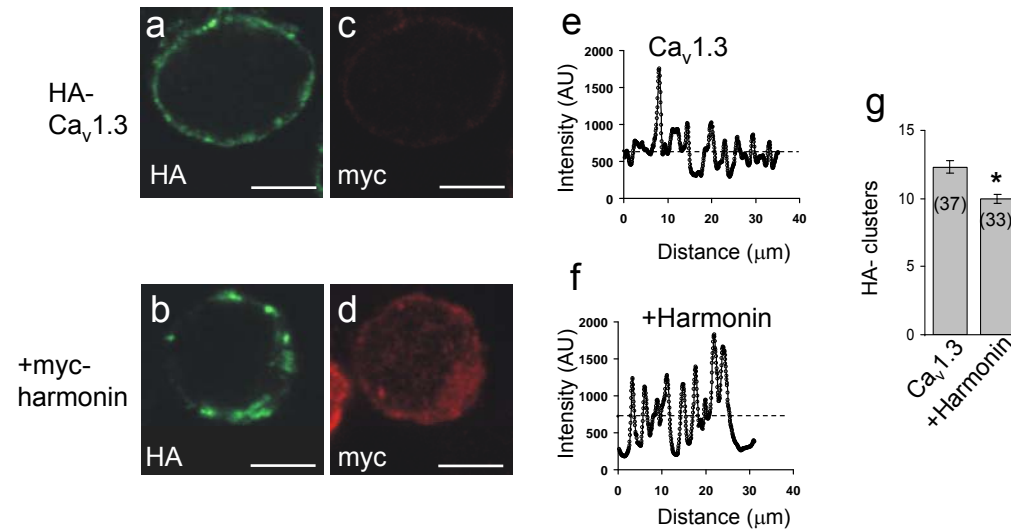 a
c
HA-
Cav1.3
HA
myc
b
d
+myc-
harmonin
HA
myc
e
Cav1.3
2000
1500
1000
500
0
Intensity (AU)
0 10 20 30 40
Distance (μm)
f
+Harmonin
2000
1500
1000
500
0
Intensity (AU)
0 10 20 30 40
Distance (μm)
g
15
10
5
0
HA- clusters
*
(37)
(33)
Cav1.3
+Harmonin